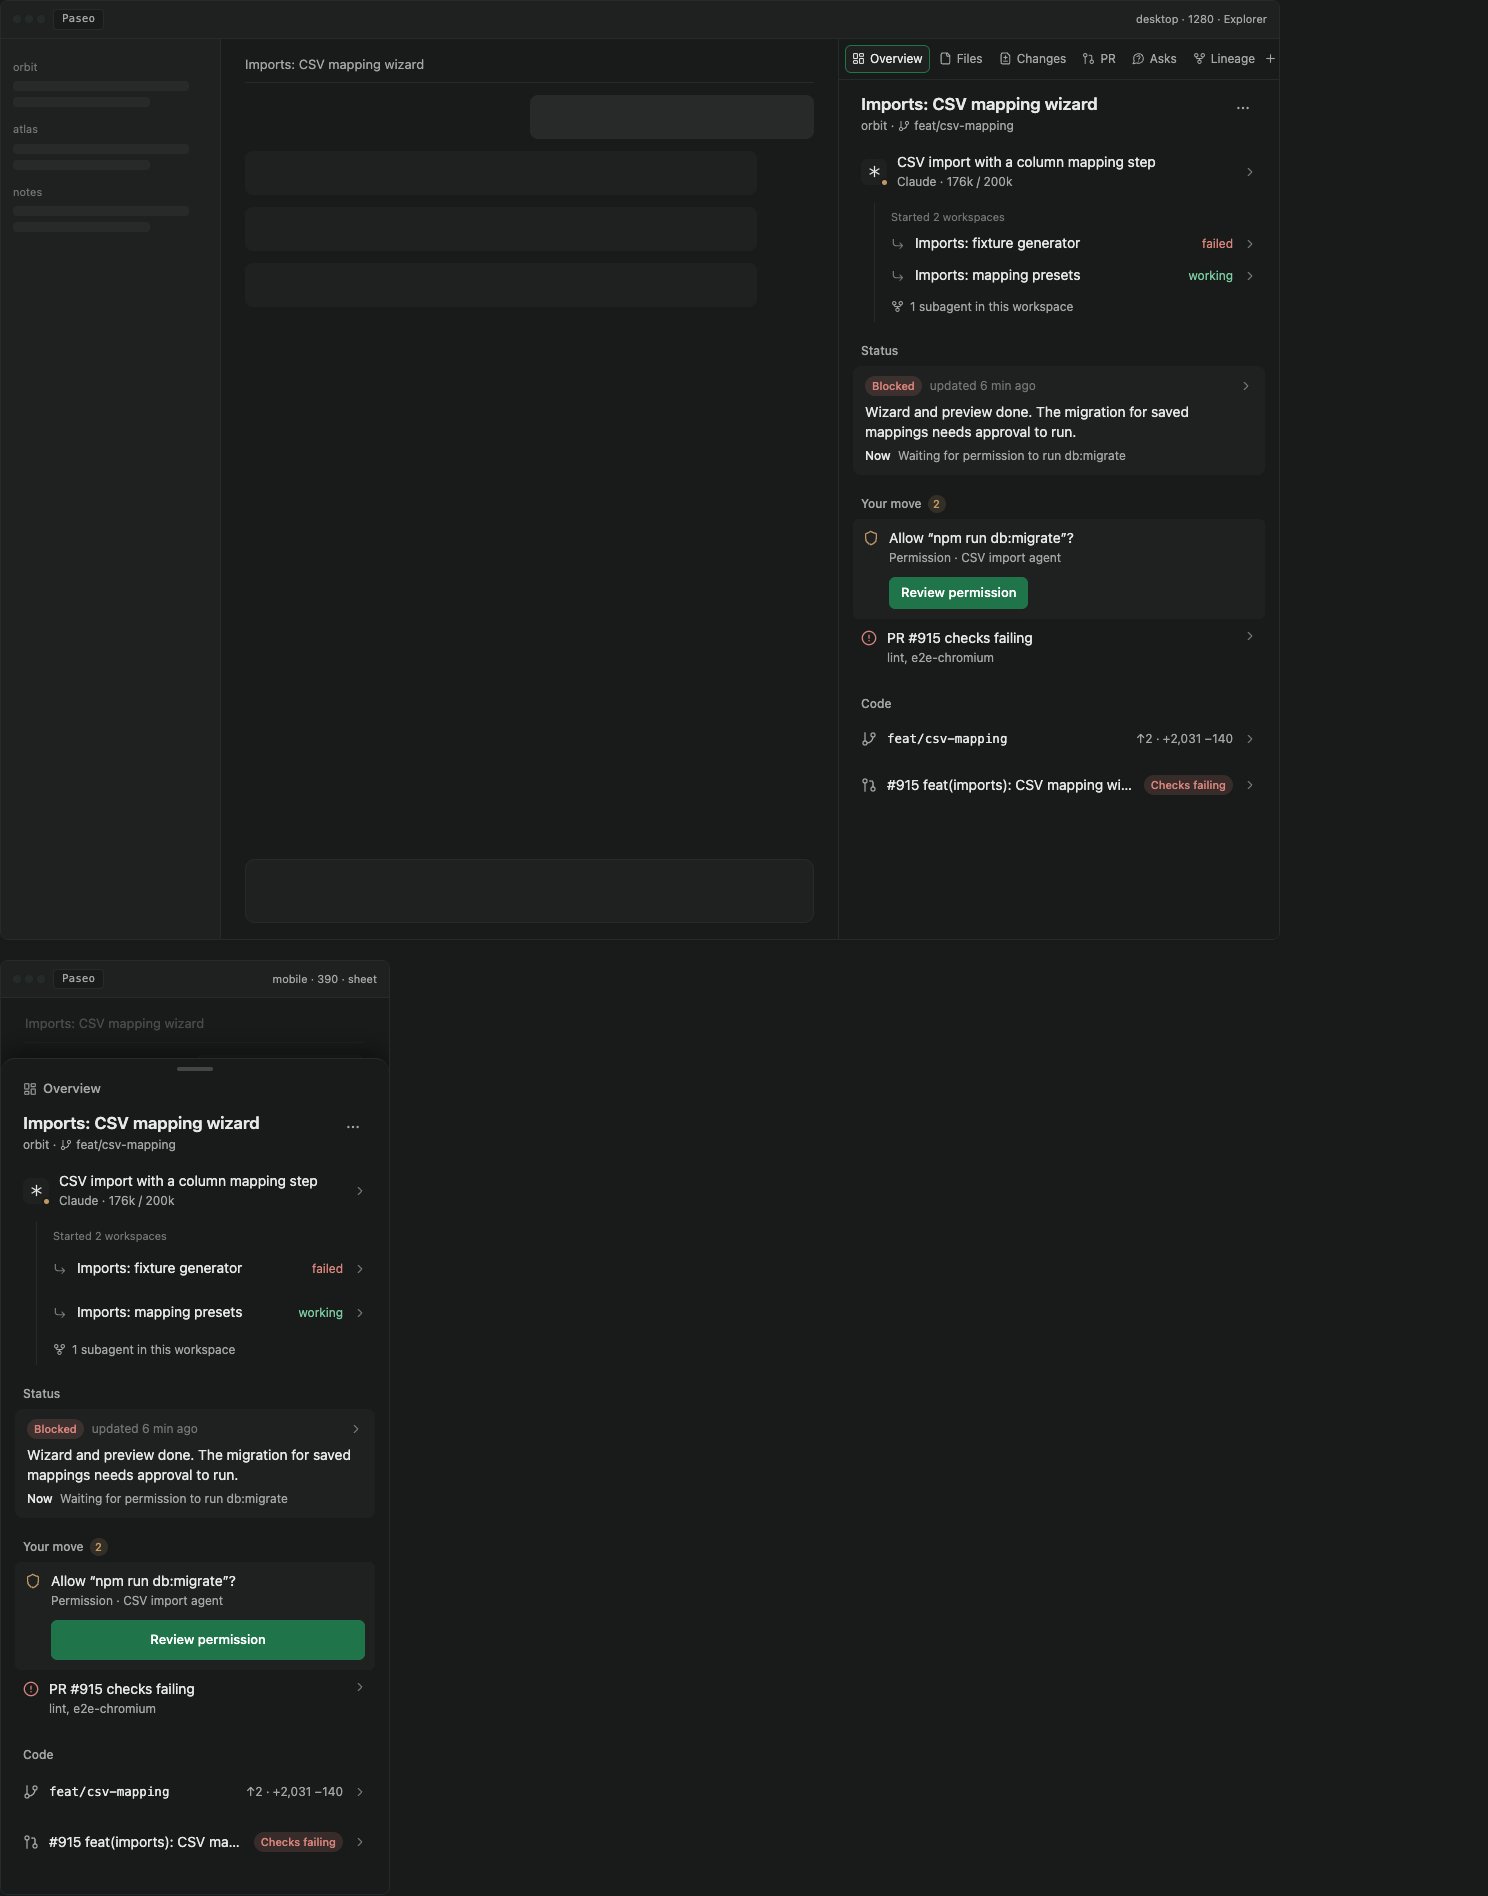 Paseo
desktop · 1280 · Explorer
orbit
atlas
notes
Imports: CSV mapping wizard
Overview
Files
Changes
PR
Asks
Lineage
+
Imports: CSV mapping wizard
...
orbit · feat/csv-mapping
CSV import with a column mapping step
Claude · 176k / 200k
Started 2 workspaces
Imports: fixture generator
failed
Imports: mapping presets
working
1 subagent in this workspace
Status
Blocked
updated 6 min ago
Wizard and preview done. The migration for saved
mappings needs approval to run.
Now Waiting for permission to run db:migrate
Your move 2
Allow “npm run db:migrate”?
Permission · CSV import agent
Review permission
PR #915 checks failing
lint, e2e-chromium
Code
feat/csv-mapping
↑2 · +2,031 −140
#915 feat(imports): CSV mapping wi...
Checks failing
Paseo
mobile · 390 · sheet
Imports: CSV mapping wizard
Overview
Imports: CSV mapping wizard
...
orbit · feat/csv-mapping
CSV import with a column mapping step
Claude · 176k / 200k
Started 2 workspaces
Imports: fixture generator
failed
Imports: mapping presets
working
1 subagent in this workspace
Status
Blocked
updated 6 min ago
Wizard and preview done. The migration for saved
mappings needs approval to run.
Now Waiting for permission to run db:migrate
Your move 2
Allow “npm run db:migrate”?
Permission · CSV import agent
Review permission
PR #915 checks failing
lint, e2e-chromium
Code
feat/csv-mapping
↑2 · +2,031 −140
#915 feat(imports): CSV ma...
Checks failing